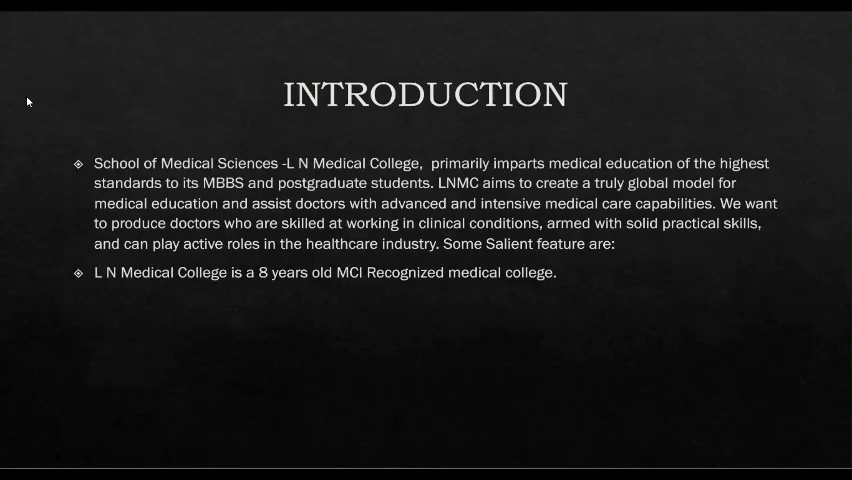 INTRODUCTION
School of Medical Sciences -L N Medical College, primarily imparts medical education of the highest
standards to its MBBS and postgraduate students. LNMC aims to create a truly global model for
medical education and assist doctors with advanced and intensive medical care capabilities. We want
to produce doctors who are skilled at working in clinical conditions, armed with solid practical skills,
and can play active roles in the healthcare industry. Some Salient feature are:
L N Medical College is a 8 years old MCI Recognized medical college.